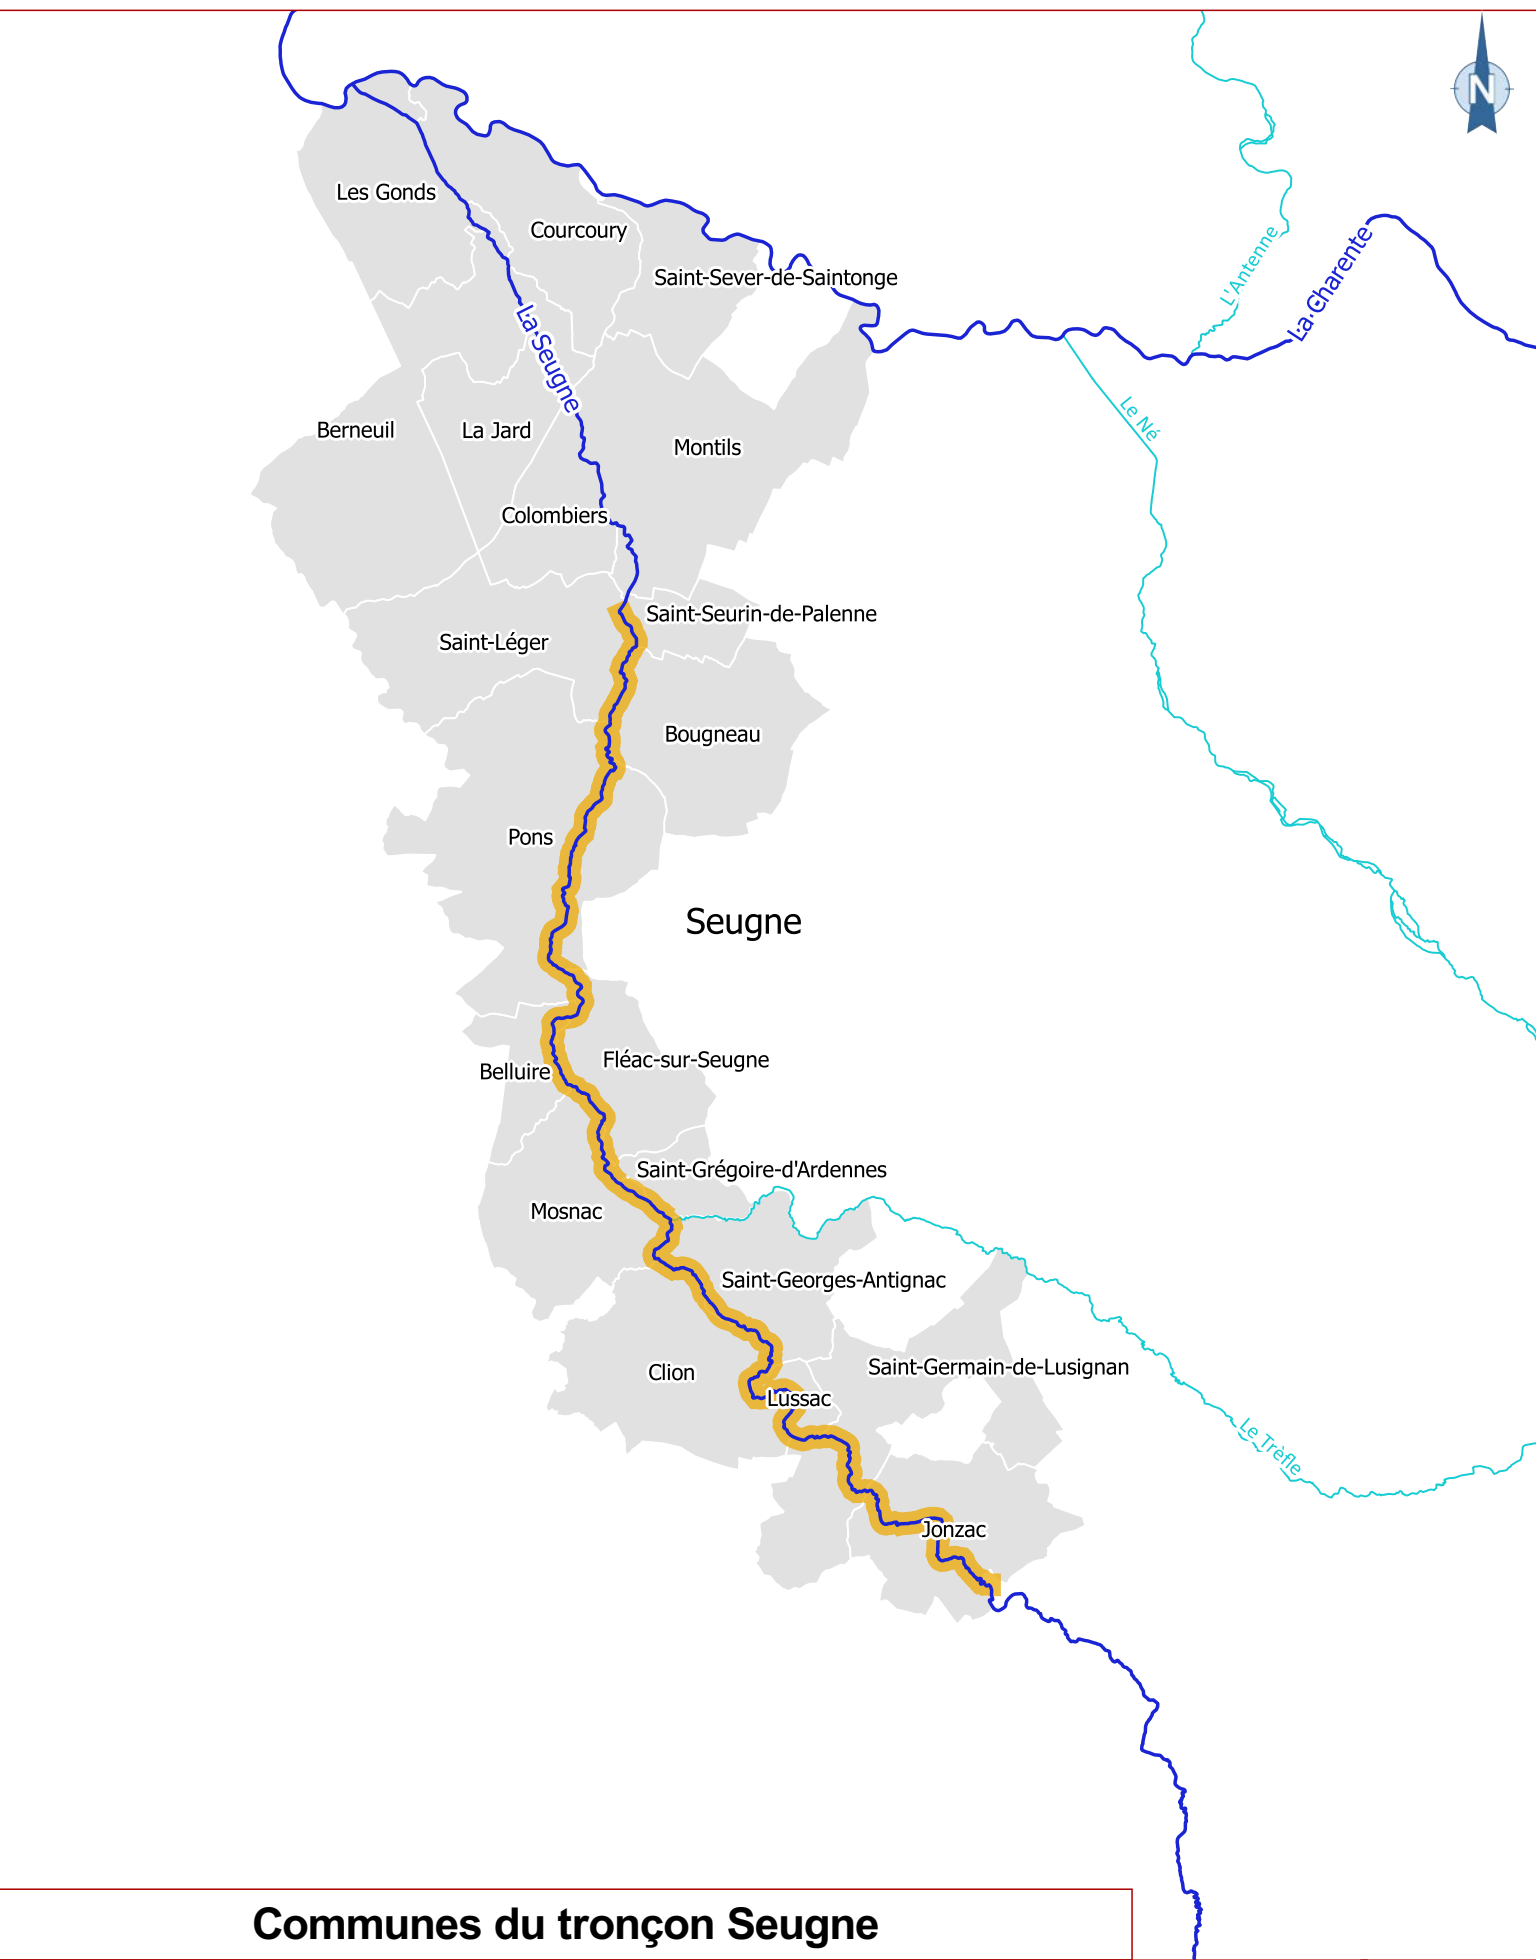 N
Les Gonds
Courcoury
L'Antenne
La Charente
Saint-Sever-de-Saintonge
La Seugne
Le Né
Berneuil
La Jard
Montils
Colombiers
Saint-Seurin-de-Palenne
Saint-Léger
Bougneau
Pons
Seugne
Fléac-sur-Seugne
Belluire
Saint-Grégoire-d'Ardennes
Mosnac
Saint-Georges-Antignac
Saint-Germain-de-Lusignan
Clion
Lussac
Le Trèfle
Jonzac
Communes du tronçon Seugne